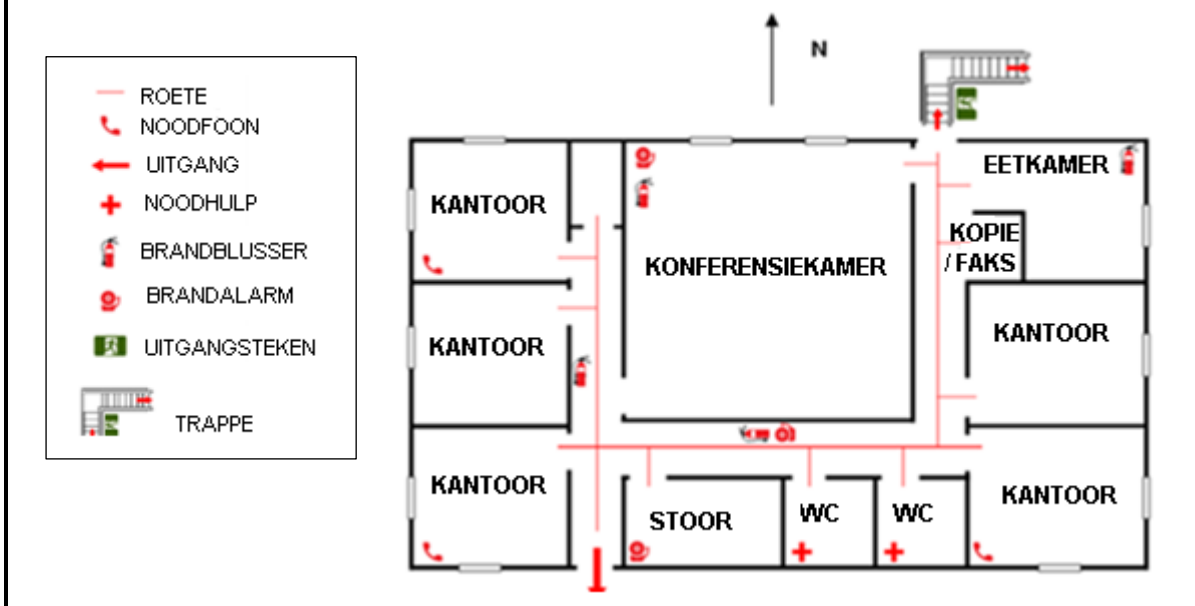 ROETE
NOODFOON
UITGANG
NOODHULP
BRANDBLUSSER
BRANDALARM
UITGANGSTEKEN
TRAPPE
N
EETKAMER
KANTOOR
KOPIE
/ FAKS
KONFERENSIEKAMER
KANTOOR
KANTOOR
KANTOOR
KANTOOR
STOOR
WC
WC